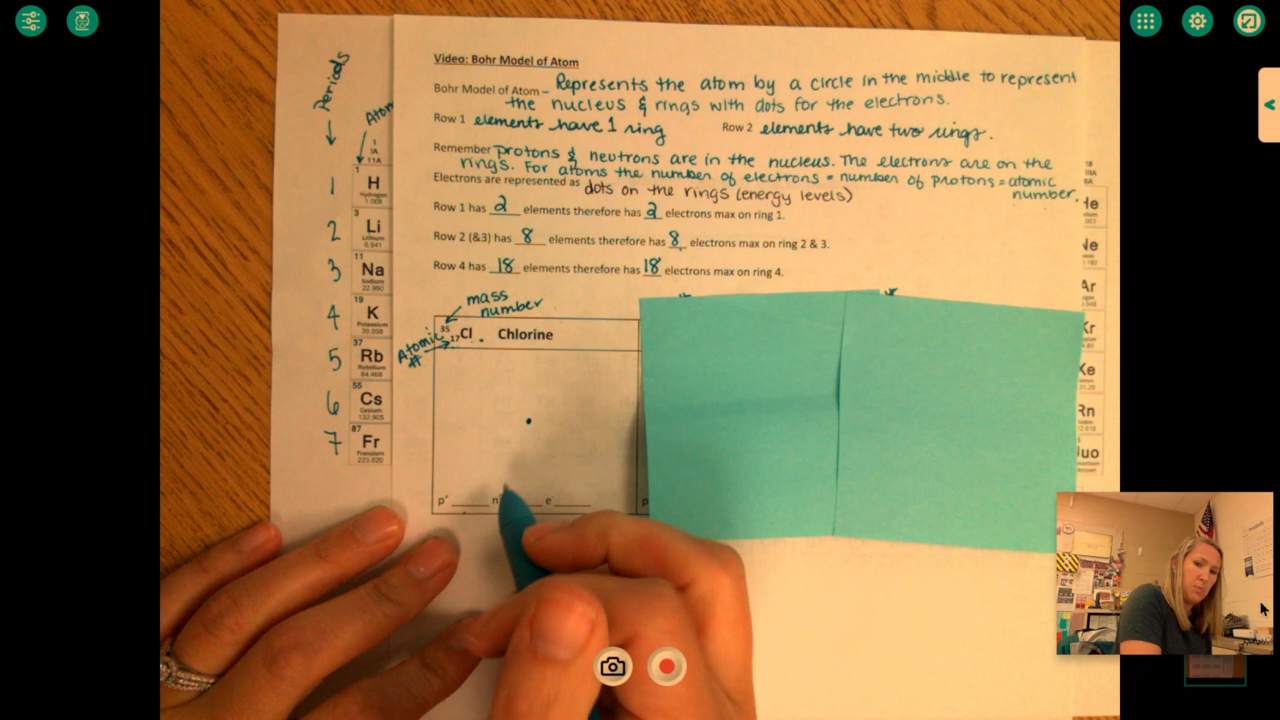 Video: Bohr Model of Atom
Bohr Model of Atom – Represents the atom by a circle in the middle to represent
the nucleus & rings with dots for the electrons.
Row 1 elements have 1 ring Row 2 elements have two rings.
Remember protons & neutrons are in the nucleus. The electrons are on the
rings. For atoms the number of electrons = number of protons = atomic
number.
Electrons are represented as dots on the rings (energy levels)
Row 1 has 2 elements therefore has 2 electrons max on ring 1.
Row 2 (&3) has 8 elements therefore has 8 electrons max on ring 2 & 3.
Row 4 has 18 elements therefore has 18 electrons max on ring 4.
mass
number
Atomic
#
35
17 Cl Chlorine
p+ n e-
Periods
Atom
1
IA
11A
1 1
H
Hydrogen
1.008
2 3
Li
Lithium
6.941
3 11
Na
Sodium
22.990
4 19
K
Potassium
39.098
5 37
Rb
Rubidium
84.468
6 55
Cs
Cesium
132.905
7 87
Fr
Francium
223.020
He
Ne
Ar
Kr
Xe
Rn
Uuo